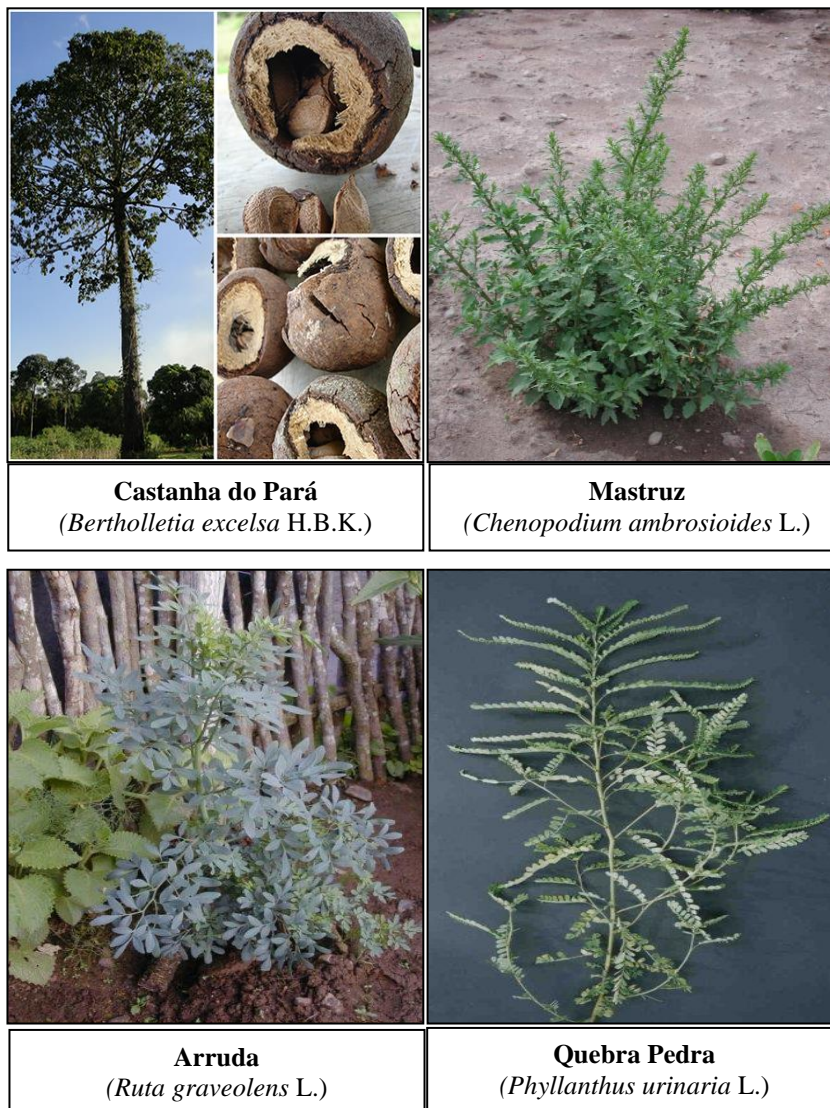 Castanha do Pará
(Bertholletia excelsa H.B.K.)
Mastruz
(Chenopodium ambrosioides L.)
Arruda
(Ruta graveolens L.)
Quebra Pedra
(Phyllanthus urinaria L.)